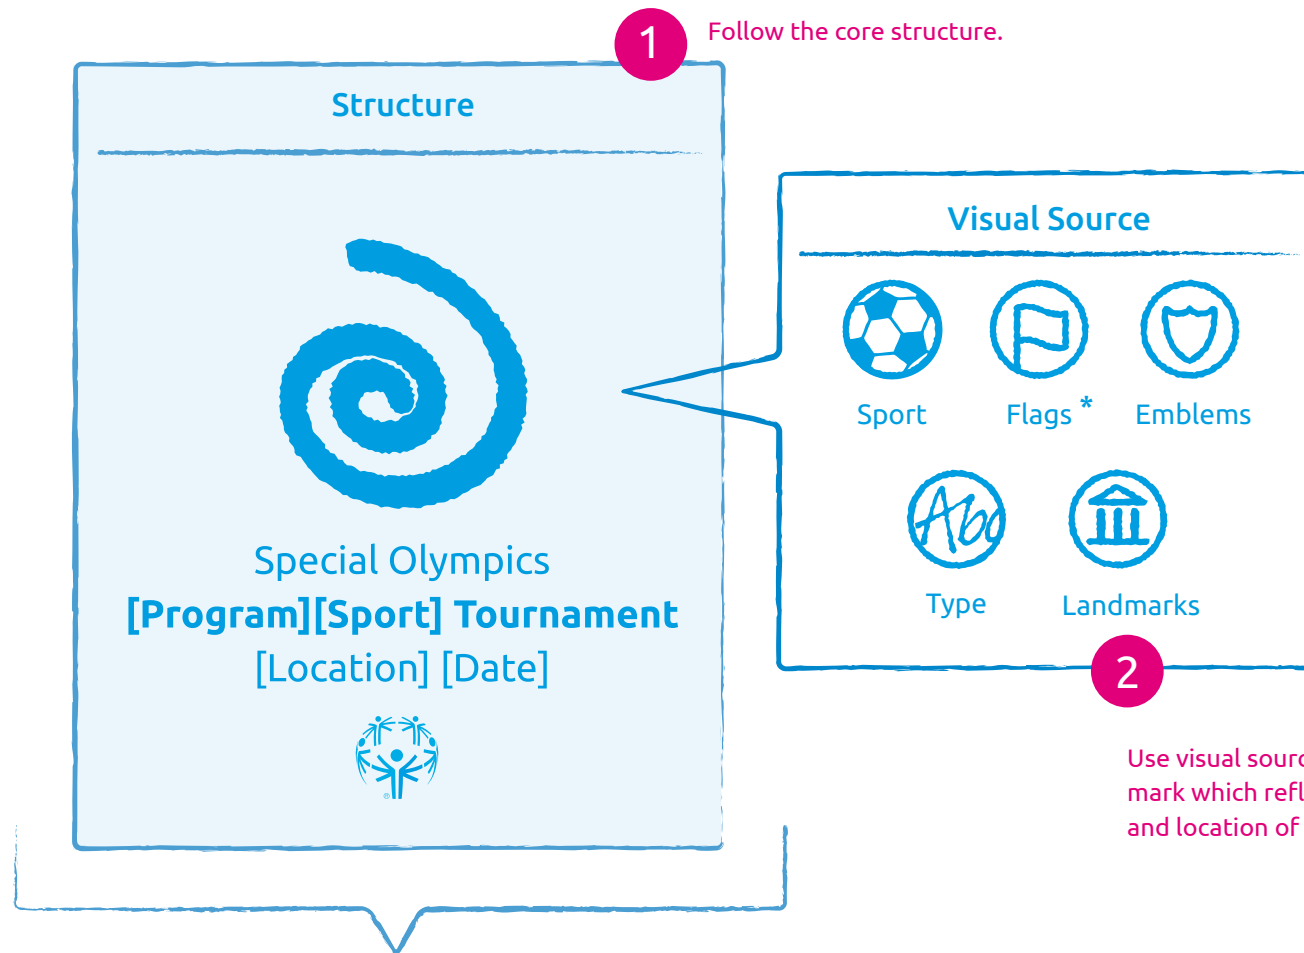 1
Follow the core structure.
Structure
Special Olympics
[Program][Sport] Tournament
[Location] [Date]
®
Visual Source
Sport
Flags *
Emblems
Abc
Type
Landmarks
2
Use visual sourc
mark which refl
and location of